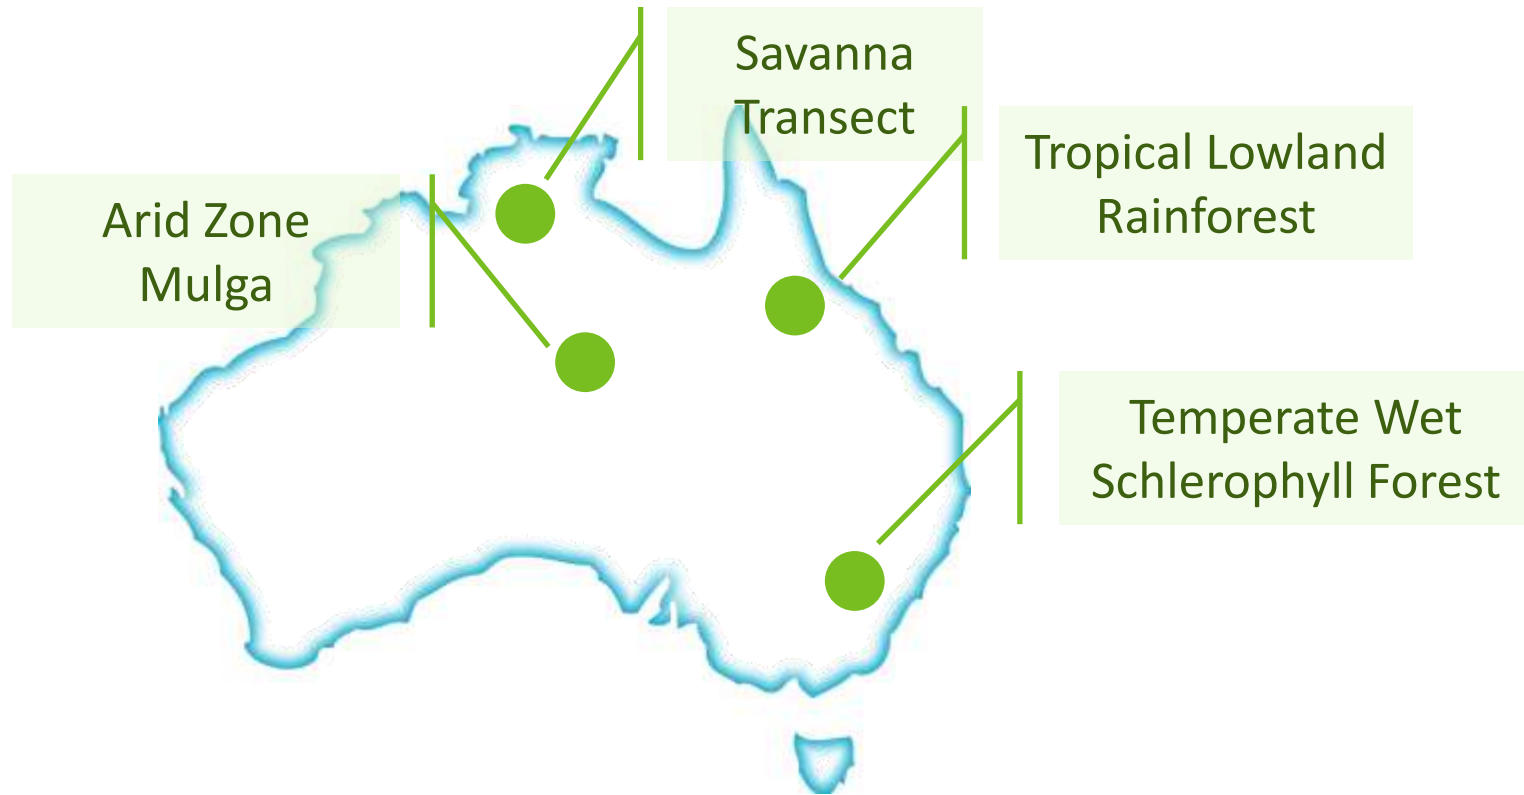 Savanna
Transect
Tropical Lowland
Rainforest
Arid Zone
Mulga
Temperate Wet
Schlerophyll Forest